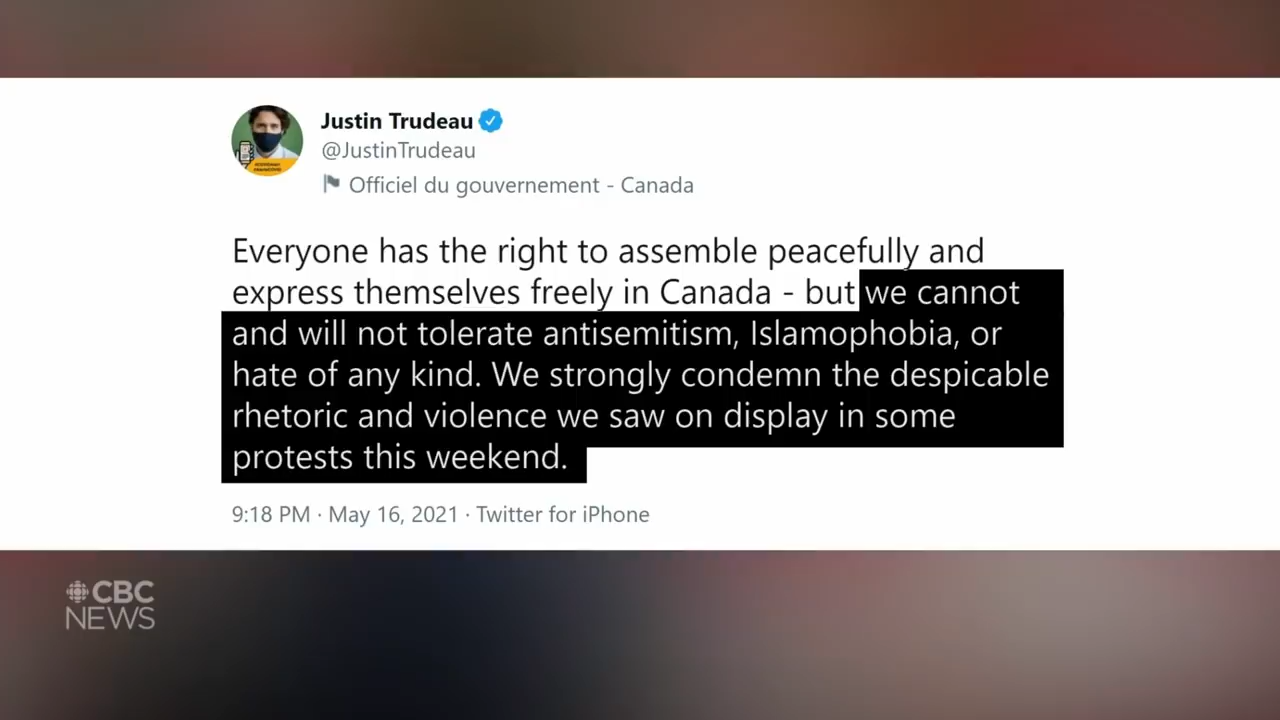 Justin Trudeau
@JustinTrudeau
Officiel du gouvernement - Canada
Everyone has the right to assemble peacefully and
express themselves freely in Canada - but we cannot
and will not tolerate antisemitism, Islamophobia, or
hate of any kind. We strongly condemn the despicable
rhetoric and violence we saw on display in some
protests this weekend.
9:18 PM · May 16, 2021 · Twitter for iPhone
CBC
NEWS